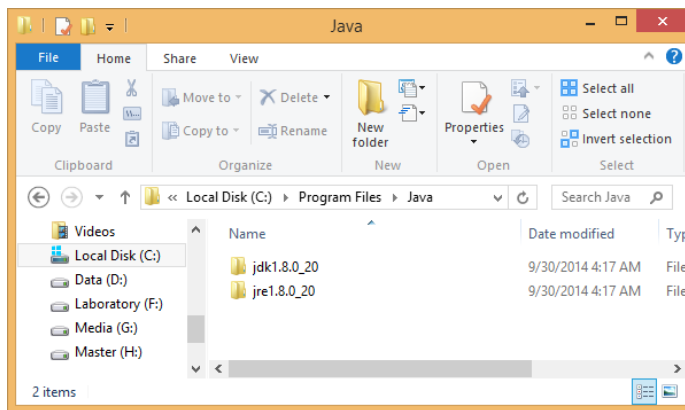 Java
File Home Share View
Copy
Paste
Move to
Copy to
Delete
Rename
New folder
Properties
Select all
Select none
Invert selection
Clipboard Organize New Open Select
« Local Disk (C:) Program Files Java
Search Java
Videos
Local Disk (C:)
Data (D:)
Laboratory (F:)
Media (G:)
Master (H:)
Name Date modified Typ
jdk1.8.0_20 9/30/2014 4:17 AM File
jre1.8.0_20 9/30/2014 4:17 AM File
2 items